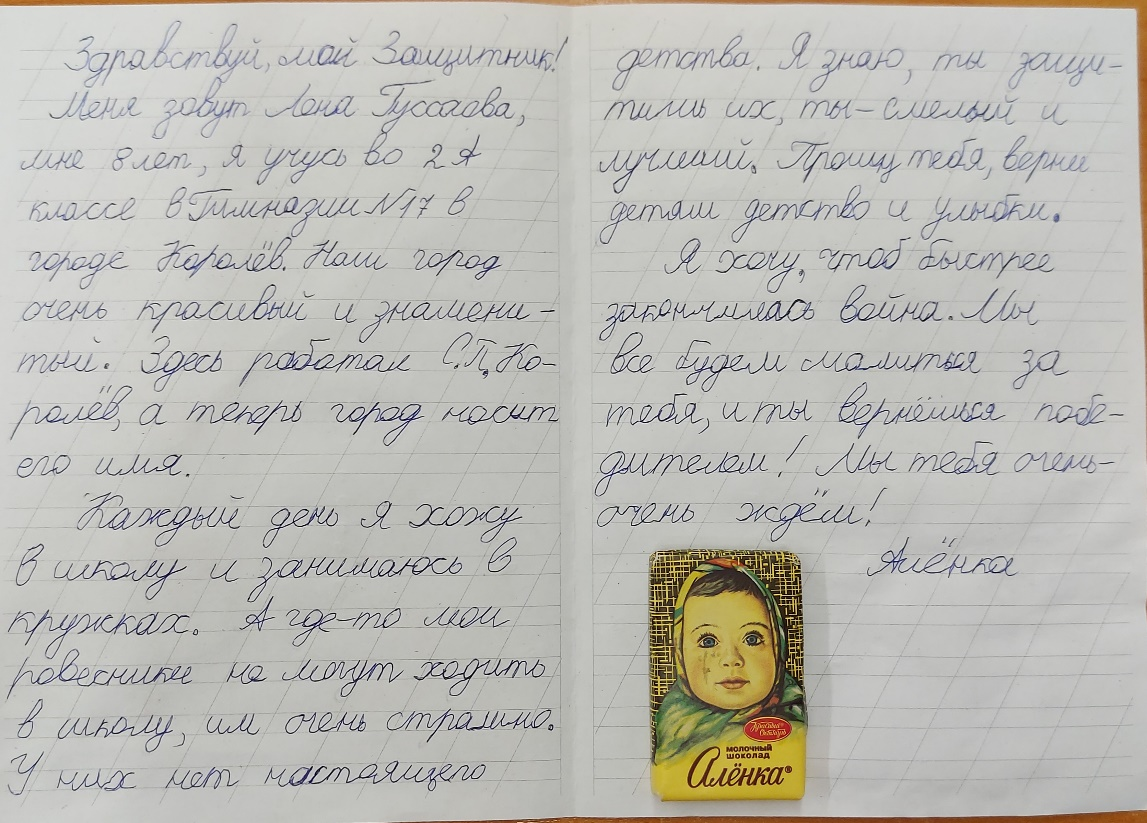 Здравствуй, мой Защитник!
Меня зовут Лена Гуссаова,
мне 8 лет, я учусь во 2 А
классе в Гимназии №17 в
городе Королёв. Наш город
очень красивый и знамени-
тый. Здесь работал С.П. Ко-
ролёв, а теперь город носит
его имя.
Каждый день я хожу
в школу и занимаюсь в
кружках. А где-то мои
ровесники не могут ходить
в школу, им очень страшно.
У них нет настоящего
детства. Я знаю, ты защи-
тишь их, ты-смелый и
лучший. Прошу тебя, верни
детям детство и улыбки.
Я хочу, чтоб быстрее
закончилась война. Мы
все будем молиться за
тебя, и ты вернёшься побе-
дителем! Мы тебя очень-
очень ждём!
Алёнка
Красный Октябрь
МОЛОЧНЫЙ
ШОКОЛАД
Алёнка®